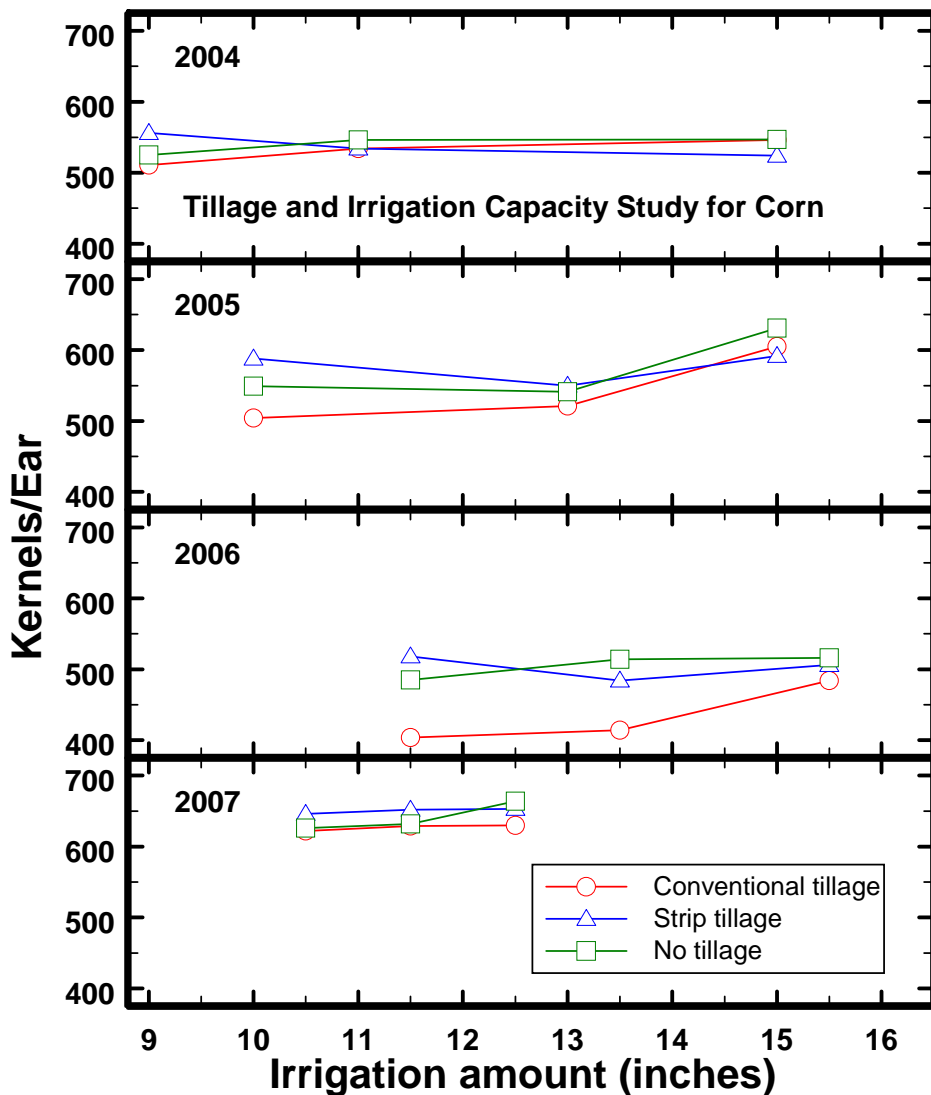 700
600
500
400
2004
Tillage and Irrigation Capacity Study for Corn
700
600
500
400
2005
700
600
500
400
2006
700
600
500
400
2007
Conventional tillage
Strip tillage
No tillage
Kernels/Ear
9 10 11 12 13 14 15 16
Irrigation amount (inches)